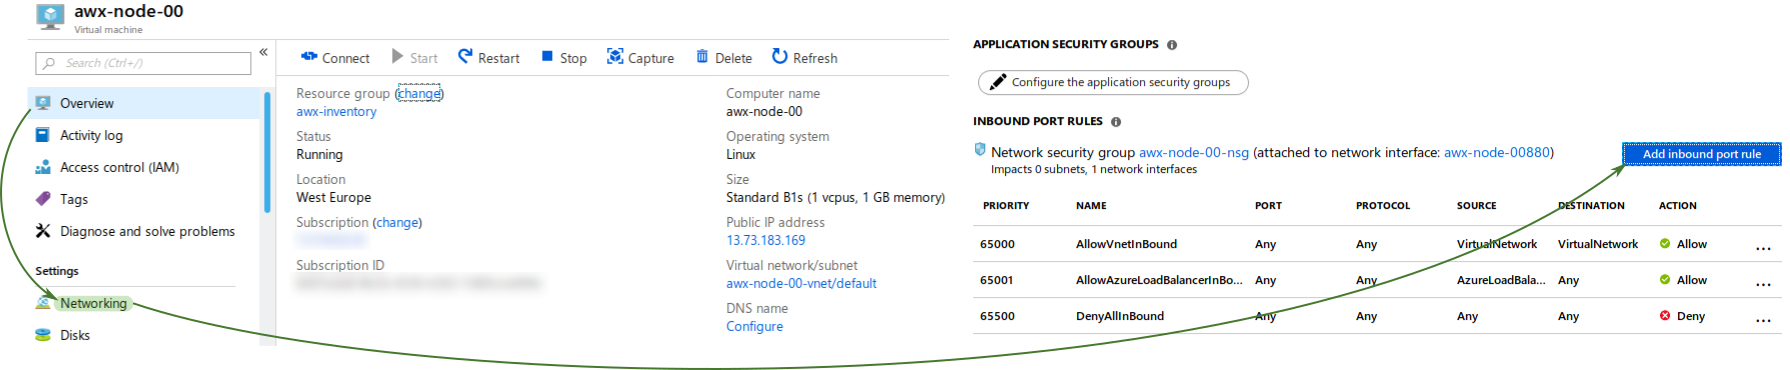 awx-node-00
Virtual machine
Search (Ctrl+/)
«
Overview
Activity log
Access control (IAM)
Tags
Diagnose and solve problems
Settings
Networking
Disks
Connect Start Restart Stop Capture Delete Refresh
Resource group (change)
awx-inventory
Status
Running
Location
West Europe
Subscription (change)
Subscription ID
Computer name
awx-node-00
Operating system
Linux
Size
Standard B1s (1 vcpus, 1 GB memory)
Public IP address
13.73.183.169
Virtual network/subnet
awx-node-00-vnet/default
DNS name
Configure
APPLICATION SECURITY GROUPS
Configure the application security groups
INBOUND PORT RULES
Network security group awx-node-00-nsg (attached to network interface: awx-node-00880)
Impacts 0 subnets, 1 network interfaces
Add inbound port rule
PRIORITY NAME PORT PROTOCOL SOURCE DESTINATION ACTION
65000 AllowVnetInBound Any Any VirtualNetwork VirtualNetwork Allow ...
65001 AllowAzureLoadBalancerInBo... Any Any AzureLoadBala... Any Allow ...
65500 DenyAllInBound Any Any Any Any Deny ...